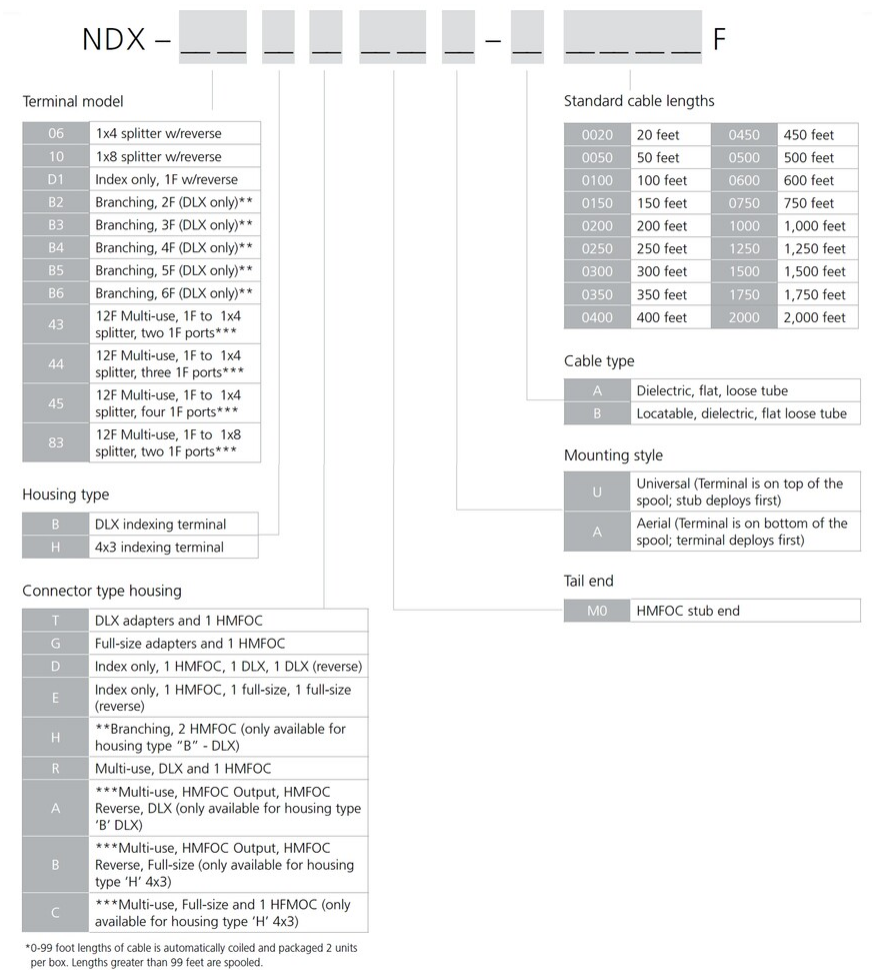 NDX – __ __ __ __ __ __ __ – __ __ __ __ __ F
Terminal model
06 1x4 splitter w/reverse
10 1x8 splitter w/reverse
D1 Index only, 1F w/reverse
B2 Branching, 2F (DLX only)**
B3 Branching, 3F (DLX only)**
B4 Branching, 4F (DLX only)**
B5 Branching, 5F (DLX only)**
B6 Branching, 6F (DLX only)**
43 12F Multi-use, 1F to 1x4
splitter, two 1F ports***
44 12F Multi-use, 1F to 1x4
splitter, three 1F ports***
45 12F Multi-use, 1F to 1x4
splitter, four 1F ports***
83 12F Multi-use, 1F to 1x8
splitter, two 1F ports***
Housing type
B DLX indexing terminal
H 4x3 indexing terminal
Connector type housing
T DLX adapters and 1 HMFOC
G Full-size adapters and 1 HMFOC
D Index only, 1 HMFOC, 1 DLX, 1 DLX (reverse)
E Index only, 1 HMFOC, 1 full-size, 1 full-size
(reverse)
H **Branching, 2 HMFOC (only available for
housing type “B” - DLX)
R Multi-use, DLX and 1 HMFOC
A ***Multi-use, HMFOC Output, HMFOC
Reverse, DLX (only available for housing type
‘B’ DLX)
B ***Multi-use, HMFOC Output, HMFOC
Reverse, Full-size (only available for housing
type ‘H’ 4x3)
C ***Multi-use, Full-size and 1 HFMOC (only
available for housing type ‘H’ 4x3)
*0-99 foot lengths of cable is automatically coiled and packaged 2 units
per box. Lengths greater than 99 feet are spooled.
Standard cable lengths
0020 20 feet 0450 450 feet
0050 50 feet 0500 500 feet
0100 100 feet 0600 600 feet
0150 150 feet 0750 750 feet
0200 200 feet 1000 1,000 feet
0250 250 feet 1250 1,250 feet
0300 300 feet 1500 1,500 feet
0350 350 feet 1750 1,750 feet
0400 400 feet 2000 2,000 feet
Cable type
A Dielectric, flat, loose tube
B Locatable, dielectric, flat loose tube
Mounting style
U Universal (Terminal is on top of the
spool; stub deploys first)
A Aerial (Terminal is on bottom of the
spool; terminal deploys first)
Tail end
M0 HMFOC stub end